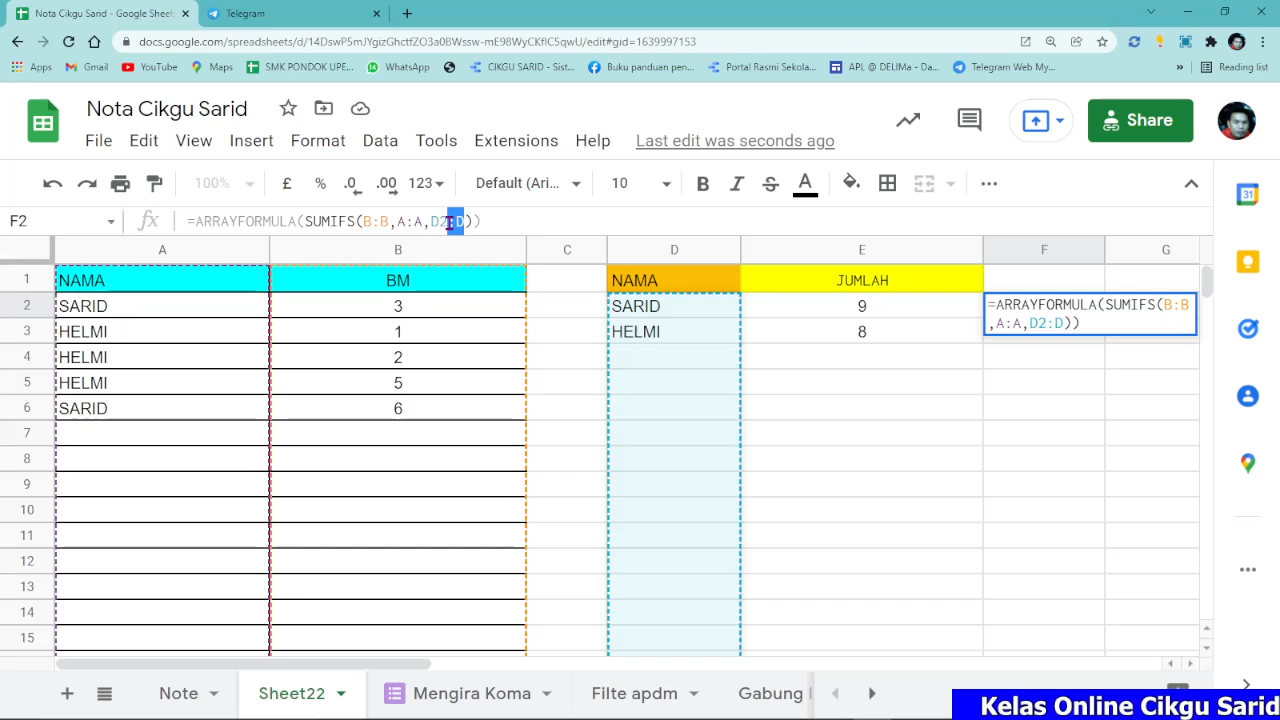 Nota Cikgu Sarid - Google Sheets
Telegram
docs.google.com/spreadsheets/d/14DswP5mJYgizGhctfZO3a0BWssw-mE98WyCKflC5qwU/edit#gid=1639997153
Apps Gmail YouTube Maps SMK PONDOK UPE... WhatsApp CIKGU SARID - Sist... Buku panduan pene... Portal Rasmi Sekola... APL @ DELIMa - Da... Telegram Web My... » Reading list
Nota Cikgu Sarid
Share
File Edit View Insert Format Data Tools Extensions Help Last edit was seconds ago
100% £ % .0 .00 123 Default (Ari... 10 B I S A
F2 fx =ARRAYFORMULA(SUMIFS(B:B,A:A,D2:D))
A B C D E F G
1 NAMA BM NAMA JUMLAH
2 SARID 3 SARID 9 =ARRAYFORMULA(SUMIFS(B:B
3 HELMI 1 HELMI 8 ,A:A,D2:D))
4 HELMI 2
5 HELMI 5
6 SARID 6
7
8
9
10
11
12
13
14
15
Note Sheet22 Mengira Koma Filte apdm Gabung
Kelas Online Cikgu Sarid